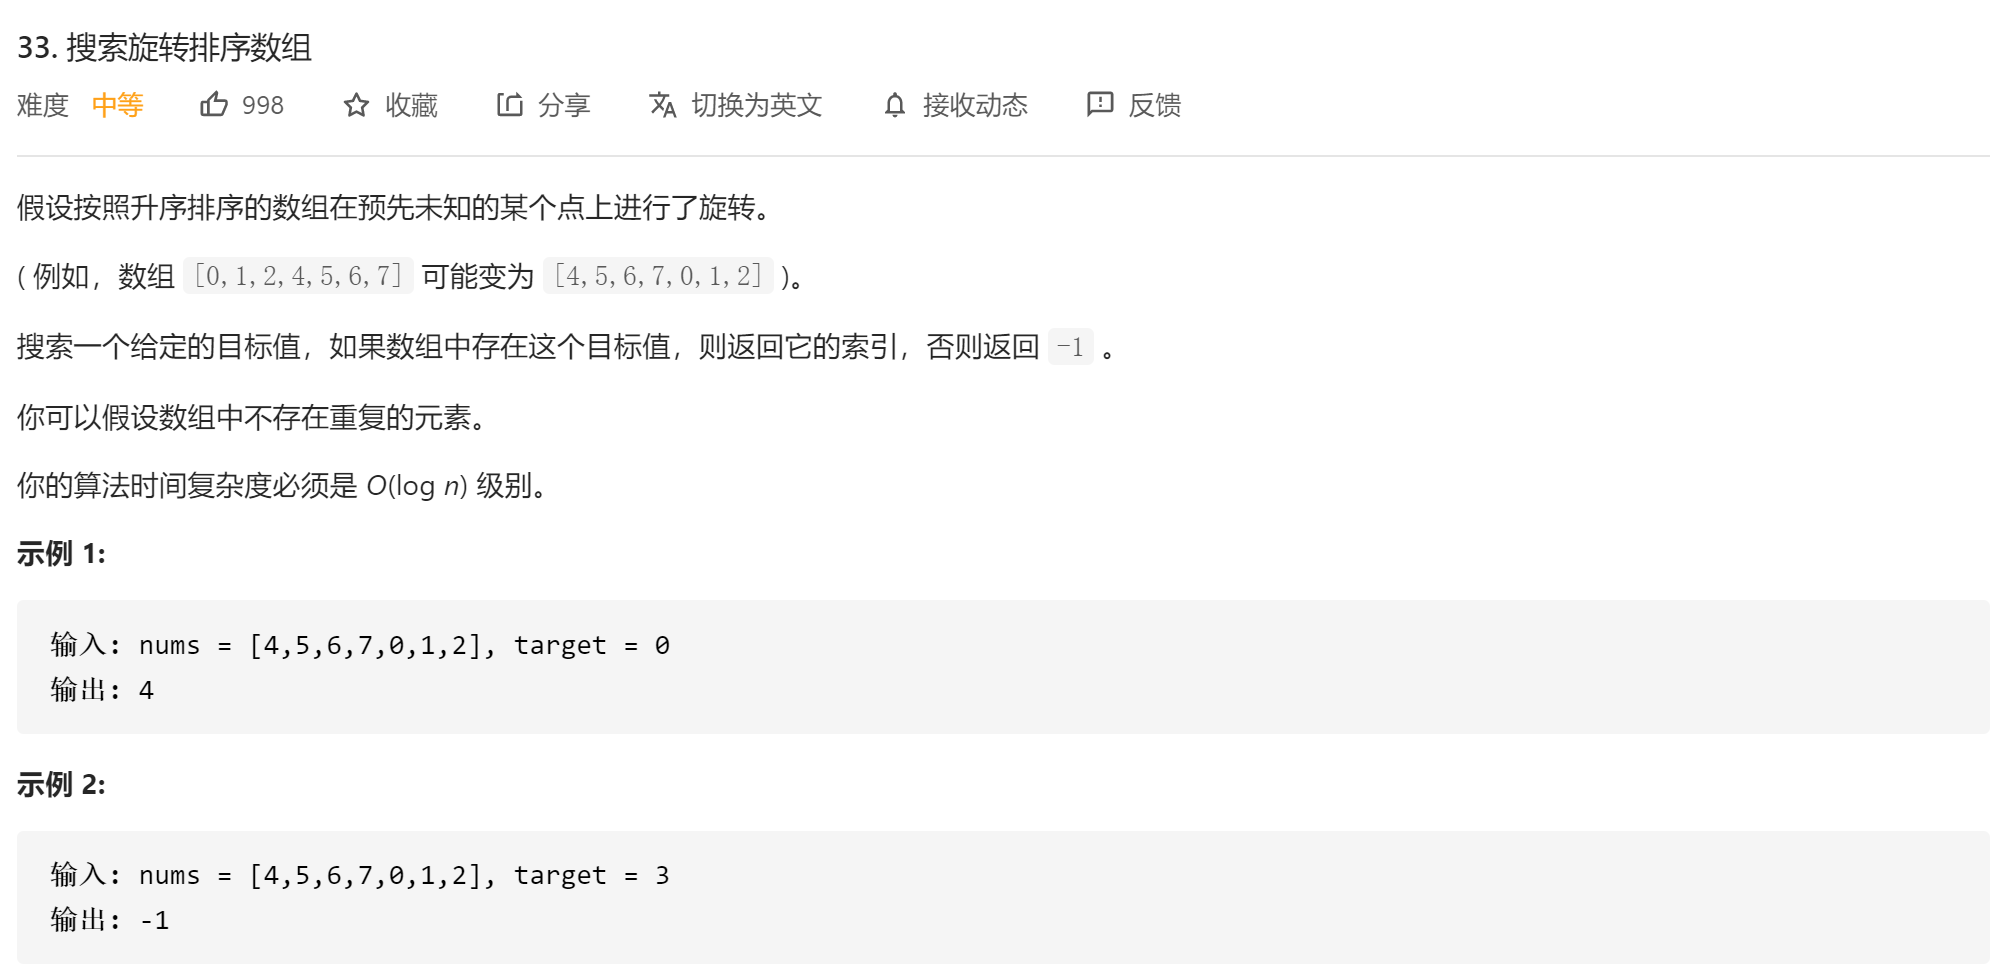 33. 搜索旋转排序数组
难度 中等 998 收藏 分享 切换为英文 接收动态 反馈
假设按照升序排序的数组在预先未知的某个点上进行了旋转。
( 例如，数组 [0,1,2,4,5,6,7] 可能变为 [4,5,6,7,0,1,2] )。
搜索一个给定的目标值，如果数组中存在这个目标值，则返回它的索引，否则返回 -1 。
你可以假设数组中不存在重复的元素。
你的算法时间复杂度必须是 O(log n) 级别。
示例 1:
输入: nums = [4,5,6,7,0,1,2], target = 0
输出: 4
示例 2:
输入: nums = [4,5,6,7,0,1,2], target = 3
输出: -1